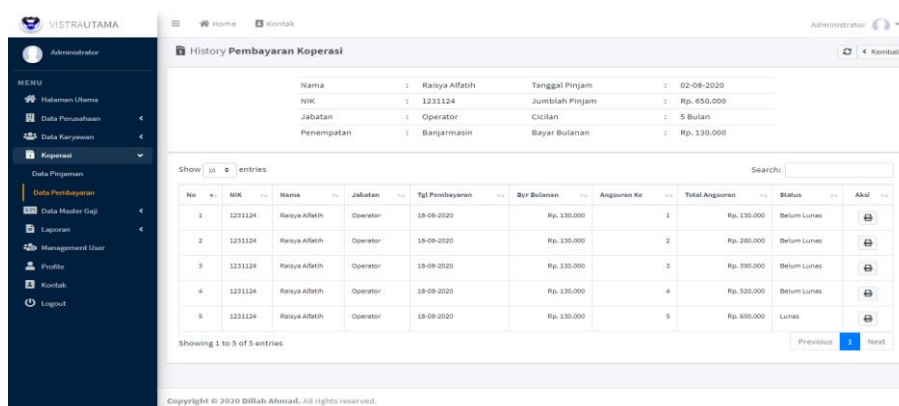 VISTRAUTAMA
Home Kontak
Administrator
Administrator
MENU
Halaman Utama
Data Perusahaan
Data Karyawan
Koperasi
Data Pinjaman
Data Pembayaran
Data Master Gaji
Laporan
Management User
Profile
Kontak
Logout
History Pembayaran Koperasi
Kembali
Nama : Raisya Alfatih Tanggal Pinjam : 02-08-2020
NIK : 1231124 Jumblah Pinjam : Rp. 650.000
Jabatan : Operator Cicilan : 5 Bulan
Penempatan : Banjarmasin Bayar Bulanan : Rp. 130.000
Show 10 entries Search:
No NIK Nama Jabatan Tgl Pembayaran Byr Bulanan Angsuran Ke Total Angsuran Status Aksi
1 1231124 Raisya Alfatih Operator 18-08-2020 Rp. 130.000 1 Rp. 130.000 Belum Lunas
2 1231124 Raisya Alfatih Operator 18-08-2020 Rp. 130.000 2 Rp. 260.000 Belum Lunas
3 1231124 Raisya Alfatih Operator 18-08-2020 Rp. 130.000 3 Rp. 390.000 Belum Lunas
4 1231124 Raisya Alfatih Operator 18-08-2020 Rp. 130.000 4 Rp. 520.000 Belum Lunas
5 1231124 Raisya Alfatih Operator 18-08-2020 Rp. 130.000 5 Rp. 650.000 Lunas
Showing 1 to 5 of 5 entries
Previous 1 Next
Copyright © 2020 Dillah Ahmad. All rights reserved.